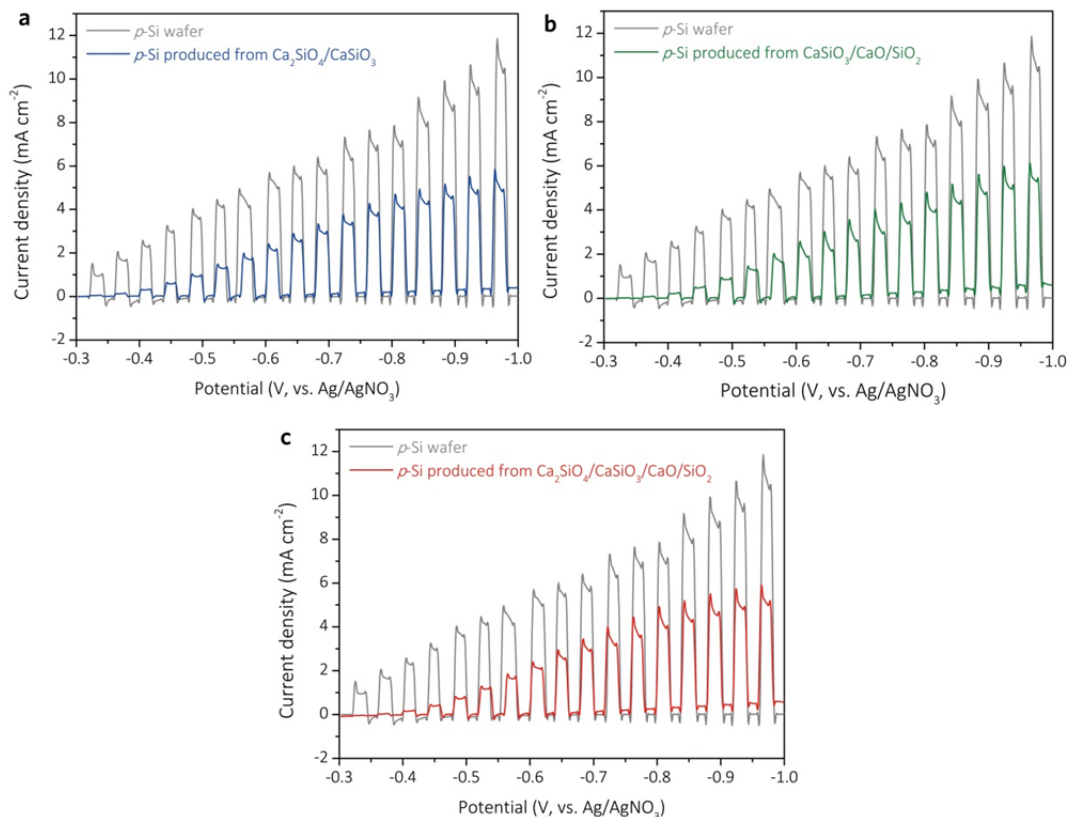 a
p-Si wafer
p-Si produced from Ca₂SiO₄/CaSiO₃
Current density (mA cm⁻²)
12
10
8
6
4
2
0
-2
-0.3 -0.4 -0.5 -0.6 -0.7 -0.8 -0.9 -1.0
Potential (V, vs. Ag/AgNO₃)
b
p-Si wafer
p-Si produced from CaSiO₃/CaO/SiO₂
Current density (mA cm⁻²)
12
10
8
6
4
2
0
-2
-0.3 -0.4 -0.5 -0.6 -0.7 -0.8 -0.9 -1.0
Potential (V, vs. Ag/AgNO₃)
c
p-Si wafer
p-Si produced from Ca₂SiO₄/CaSiO₃/CaO/SiO₂
Current density (mA cm⁻²)
12
10
8
6
4
2
0
-2
-0.3 -0.4 -0.5 -0.6 -0.7 -0.8 -0.9 -1.0
Potential (V, vs. Ag/AgNO₃)